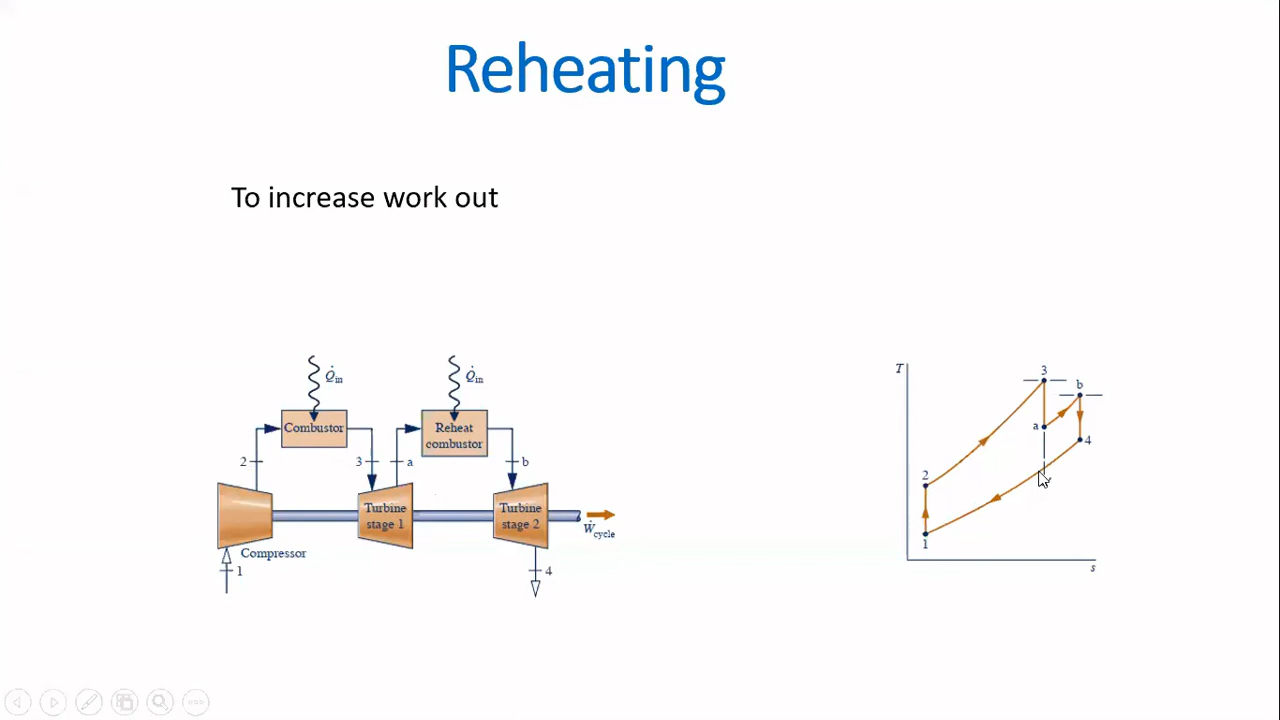 Reheating
To increase work out
Q̇in
Q̇in
Combustor
Reheat
combustor
2
3
a
b
Turbine
stage 1
Turbine
stage 2
Ẇcycle
Compressor
1
4
T
3
b
a
4
2
1
s